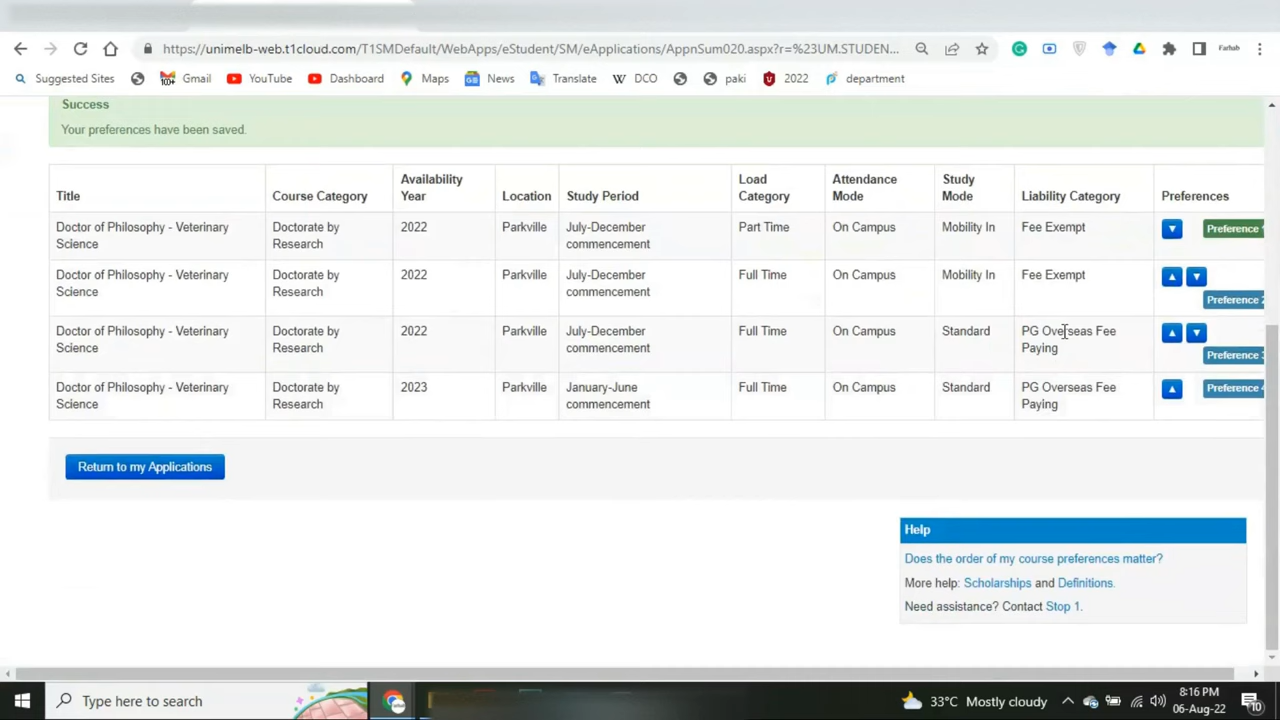 https://unimelb-web.t1cloud.com/T1SMDefault/WebApps/eStudent/SM/eApplications/AppnSum020.aspx?r=%23UM.STUDEN...
Farhub
Suggested Sites
100+
Gmail
YouTube
Dashboard
Maps
News
Translate
W DCO
paki
2022
department
Success
Your preferences have been saved.
Title
Course Category
Availability
Year
Location
Study Period
Load
Category
Attendance
Mode
Study
Mode
Liability Category
Preferences
Doctor of Philosophy - Veterinary
Science
Doctorate by
Research
2022
Parkville
July-December
commencement
Part Time
On Campus
Mobility In
Fee Exempt
Preference
Doctor of Philosophy - Veterinary
Science
Doctorate by
Research
2022
Parkville
July-December
commencement
Full Time
On Campus
Mobility In
Fee Exempt
Preference 2
Doctor of Philosophy - Veterinary
Science
Doctorate by
Research
2022
Parkville
July-December
commencement
Full Time
On Campus
Standard
PG Overseas Fee
Paying
Preference 3
Doctor of Philosophy - Veterinary
Science
Doctorate by
Research
2023
Parkville
January-June
commencement
Full Time
On Campus
Standard
PG Overseas Fee
Paying
Preference 4
Return to my Applications
Help
Does the order of my course preferences matter?
More help: Scholarships and Definitions.
Need assistance? Contact Stop 1.
Type here to search
33°C Mostly cloudy
8:16 PM
06-Aug-22
10